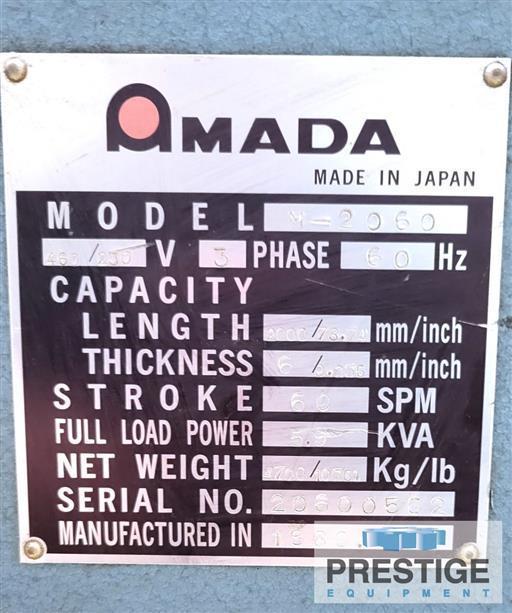 AMADA
MADE IN JAPAN
MODEL M-2060
460/230 V 3 PHASE 60 Hz
CAPACITY
LENGTH mm/inch
THICKNESS mm/inch
STROKE 60 SPM
FULL LOAD POWER KVA
NET WEIGHT Kg/lb
SERIAL NO. 20600502
MANUFACTURED IN
PRESTIGE
EQUIPMENT